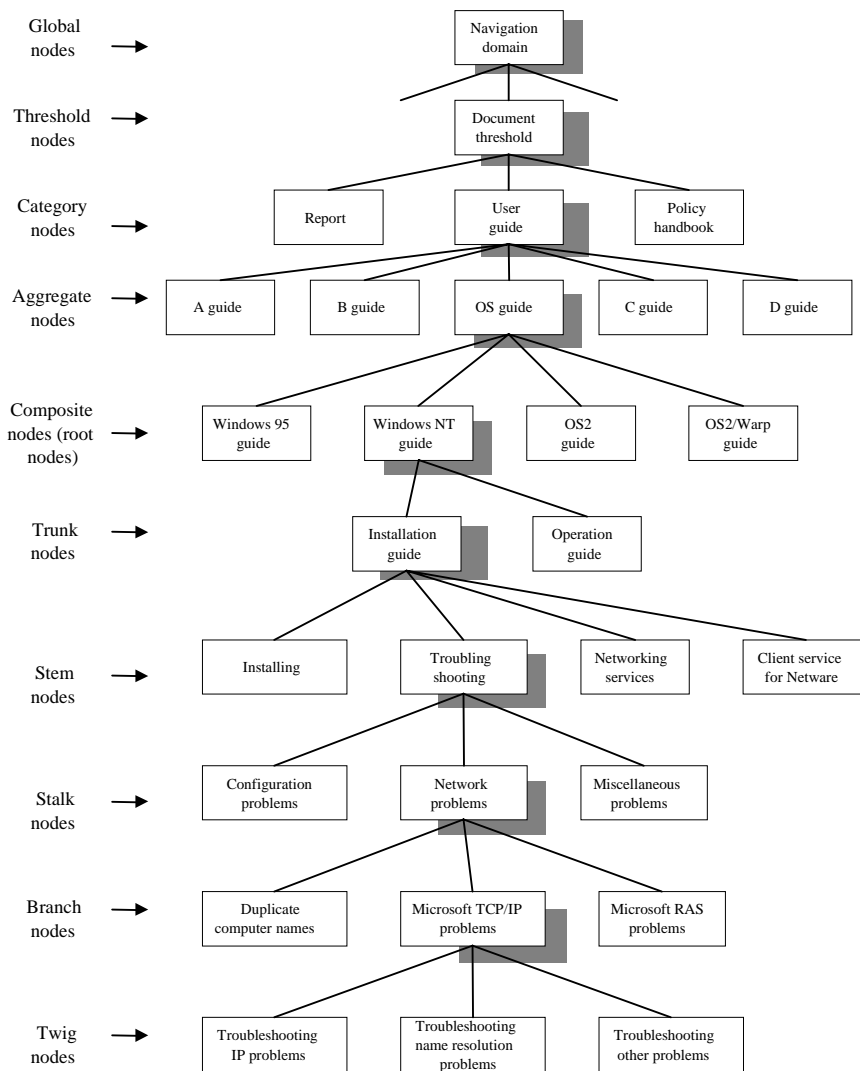 Global
nodes
Navigation
domain
Threshold
nodes
Document
threshold
Category
nodes
Report
User
guide
Policy
handbook
Aggregate
nodes
A guide
B guide
OS guide
C guide
D guide
Composite
nodes (root
nodes)
Windows 95
guide
Windows NT
guide
OS2
guide
OS2/Warp
guide
Trunk
nodes
Installation
guide
Operation
guide
Stem
nodes
Installing
Troubling
shooting
Networking
services
Client service
for Netware
Stalk
nodes
Configuration
problems
Network
problems
Miscellaneous
problems
Branch
nodes
Duplicate
computer names
Microsoft TCP/IP
problems
Microsoft RAS
problems
Twig
nodes
Troubleshooting
IP problems
Troubleshooting
name resolution
problems
Troubleshooting
other problems